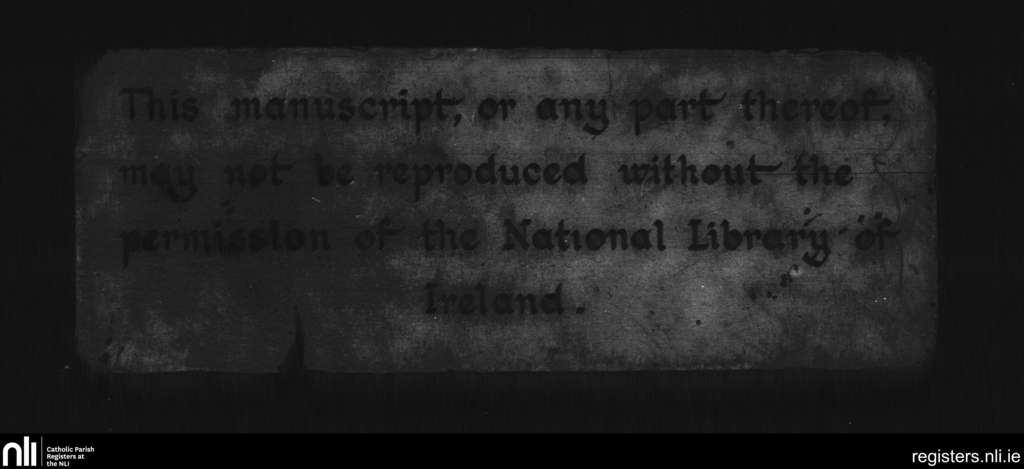 This manuscript, or any part thereof,
may not be reproduced without the
permission of the National Library of
Ireland.
nli
Catholic Parish
Registers at
the NLI
registers.nli.ie